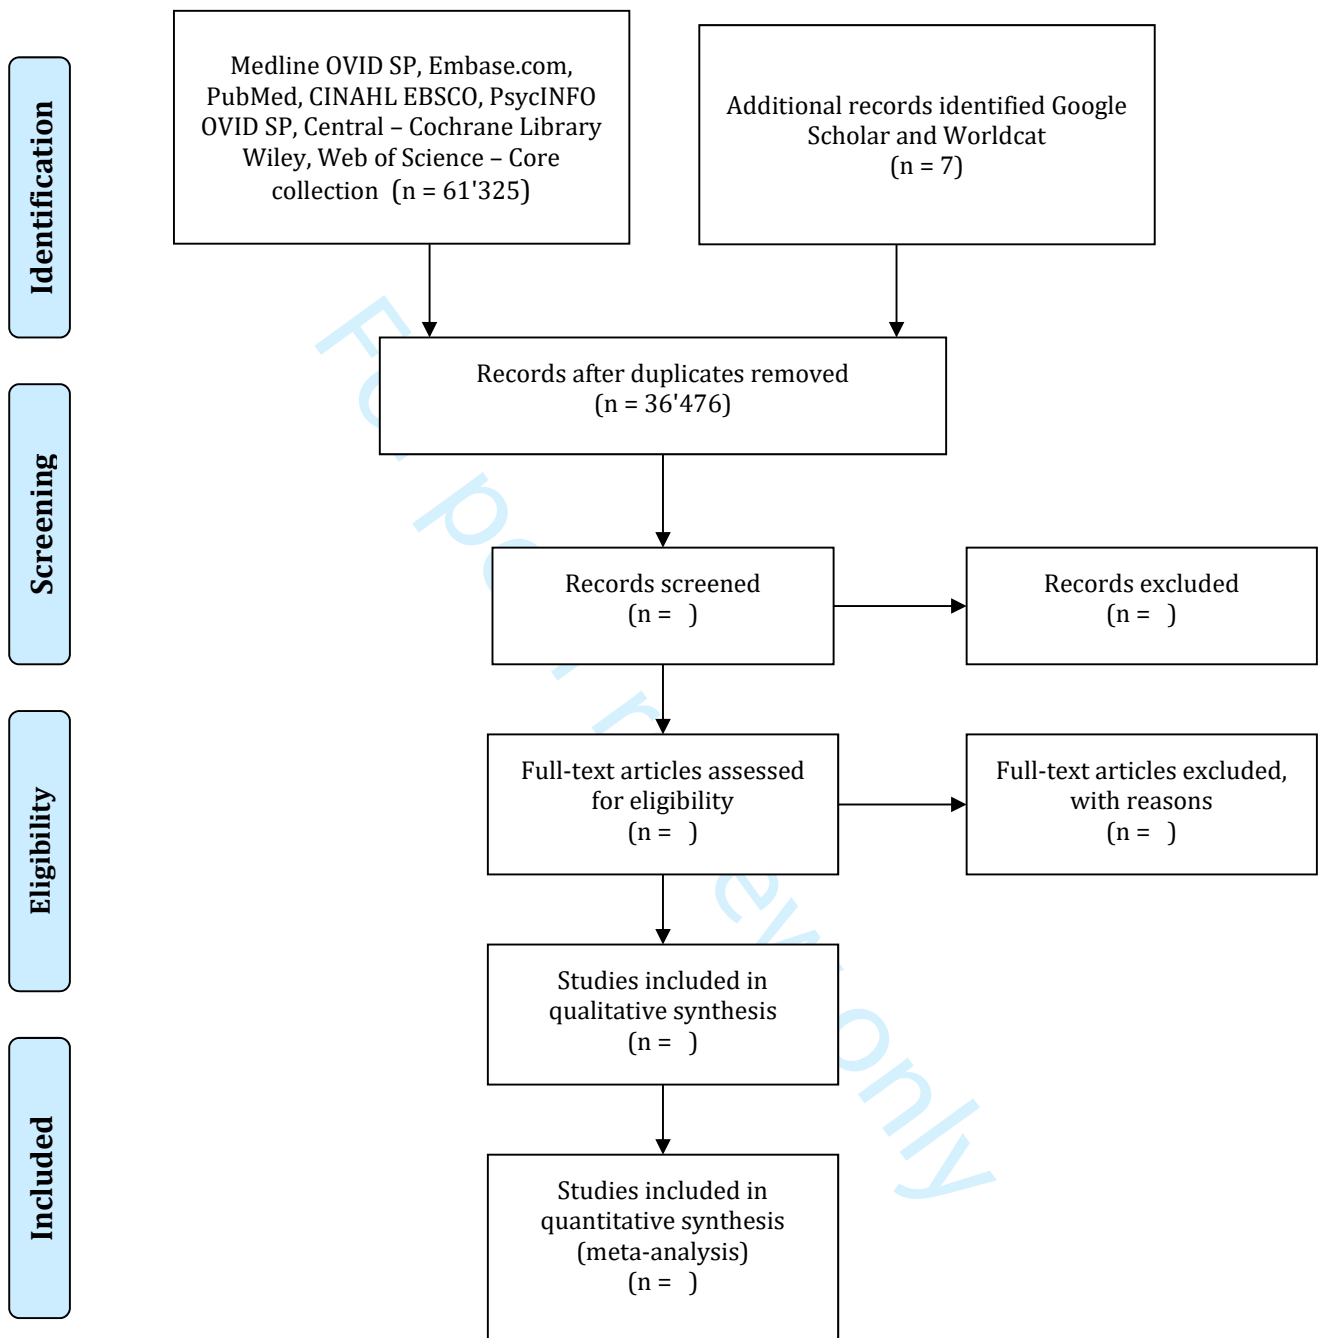 Identification
Medline OVID SP, Embase.com,
PubMed, CINAHL EBSCO, PsycINFO
OVID SP, Central – Cochrane Library
Wiley, Web of Science – Core
collection  (n = 61'325)
Additional records identified Google
Scholar and Worldcat
(n = 7)
Records after duplicates removed
(n = 36'476)
Screening
Records screened
(n =   )
Records excluded
(n =   )
Eligibility
Full-text articles assessed
for eligibility
(n =   )
Full-text articles excluded,
with reasons
(n =   )
Studies included in
qualitative synthesis
(n =   )
Included
Studies included in
quantitative synthesis
(meta-analysis)
(n =   )
For peer review only